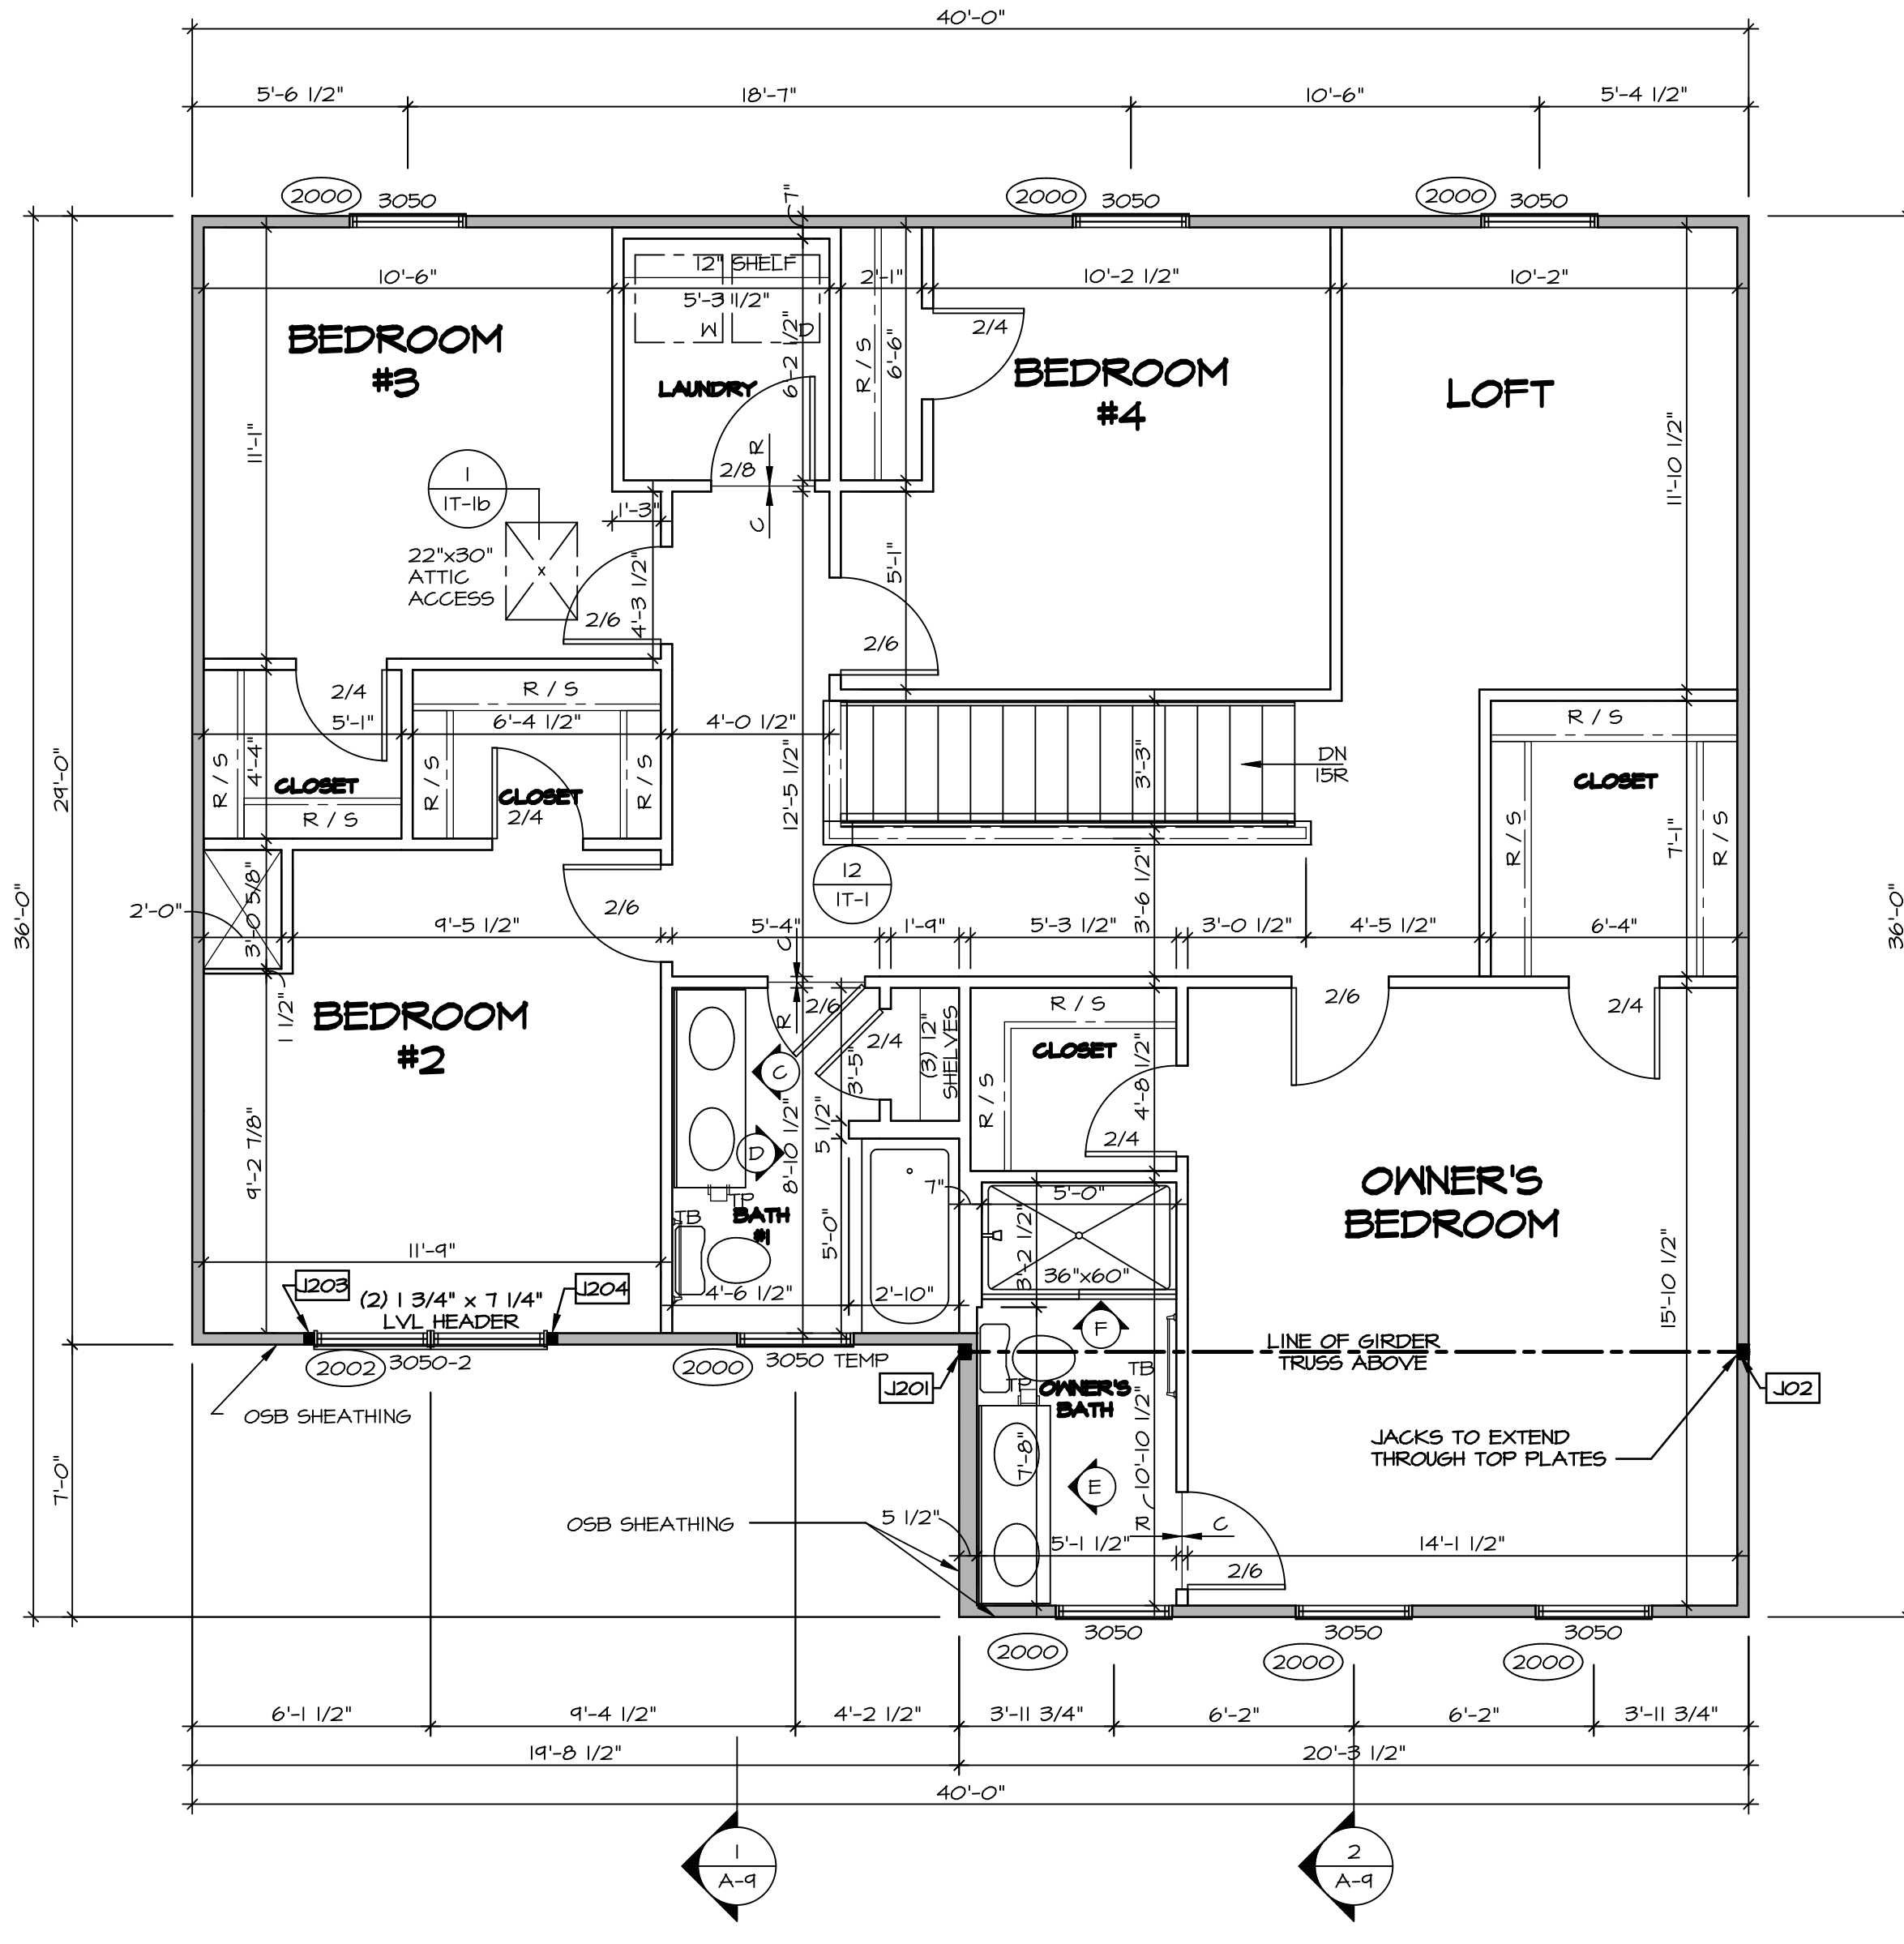 40'-0"
5'-6 1/2"
18'-7"
10'-6"
5'-4 1/2"
2000
3050
7"
2000
3050
2000
3050
10'-6"
12" SHELF
5'-3 1/2"
2'-1"
10'-2 1/2"
10'-2"
W
D
2/4
BEDROOM
#3
6'-2 1/2"
R / S
6'-6"
BEDROOM
#4
LOFT
LAUNDRY
11'-1"
11'-10 1/2"
2/8
R
C
1
1T-1b
1'-3"
22"x30"
ATTIC
ACCESS
x
4'-3 1/2"
5'-1"
2/6
2/6
2/4
R / S
R / S
5'-1"
6'-4 1/2"
4'-0 1/2"
4'-4"
R / S
R / S
R / S
12'-5 1/2"
3'-3"
DN
15R
CLOSET
CLOSET
CLOSET
2/4
R / S
R / S
R / S
7'-1"
29'-0"
36'-0"
36'-0"
12
1T-1
2'-0"
3'-0 5/8"
2/6
3'-6 1/2"
9'-5 1/2"
5'-4"
C
1'-9"
5'-3 1/2"
3'-0 1/2"
4'-5 1/2"
6'-4"
1 1/2"
BEDROOM
#2
R
2/6
2/4
3'-5"
(3) 12"
SHELVES
R / S
CLOSET
R / S
4'-8 1/2"
2/4
2/6
2/4
C
D
9'-2 7/8"
8'-10 1/2"
5 1/2"
7"
5'-0"
OWNER'S
BEDROOM
TP
TB
BATH
#1
5'-0"
3'-2 1/2"
36"x60"
15'-10 1/2"
11'-9"
J203
(2) 1 3/4" x 7 1/4"
LVL HEADER
J204
4'-6 1/2"
2'-10"
F
LINE OF GIRDER
TRUSS ABOVE
2002
3050-2
2000
3050 TEMP
TB
TP
OWNER'S
BATH
J201
J02
OSB SHEATHING
7'-0"
7'-8"
10'-10 1/2"
JACKS TO EXTEND
THROUGH TOP PLATES
E
OSB SHEATHING
5 1/2"
R
C
5'-1 1/2"
14'-1 1/2"
2/6
3050
3050
3050
2000
2000
2000
6'-1 1/2"
9'-4 1/2"
4'-2 1/2"
3'-11 3/4"
6'-2"
6'-2"
3'-11 3/4"
19'-8 1/2"
20'-3 1/2"
40'-0"
1
A-9
2
A-9